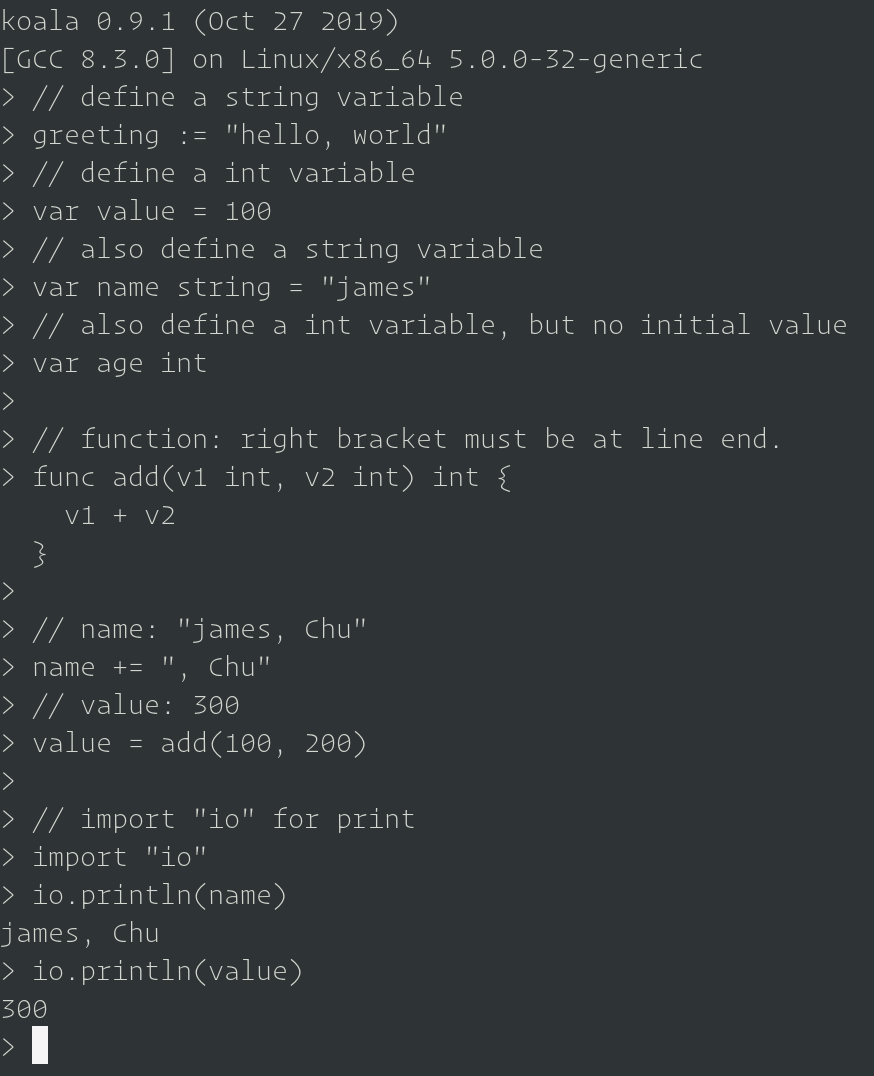 koala 0.9.1 (Oct 27 2019)
[GCC 8.3.0] on Linux/x86_64 5.0.0-32-generic
> // define a string variable
> greeting := "hello, world"
> // define a int variable
> var value = 100
> // also define a string variable
> var name string = "james"
> // also define a int variable, but no initial value
> var age int
>
> // function: right bracket must be at line end.
> func add(v1 int, v2 int) int {
    v1 + v2
  }
>
> // name: "james, Chu"
> name += ", Chu"
> // value: 300
> value = add(100, 200)
>
> // import "io" for print
> import "io"
> io.println(name)
james, Chu
> io.println(value)
300
>